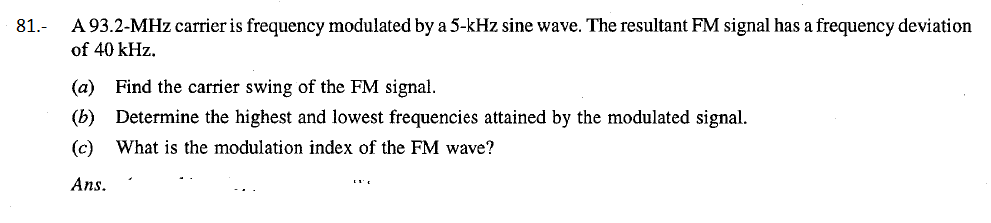 81.- A 93.2-MHz carrier is frequency modulated by a 5-kHz sine wave. The resultant FM signal has a frequency deviation
of 40 kHz.
(a) Find the carrier swing of the FM signal.
(b) Determine the highest and lowest frequencies attained by the modulated signal.
(c) What is the modulation index of the FM wave?
Ans.